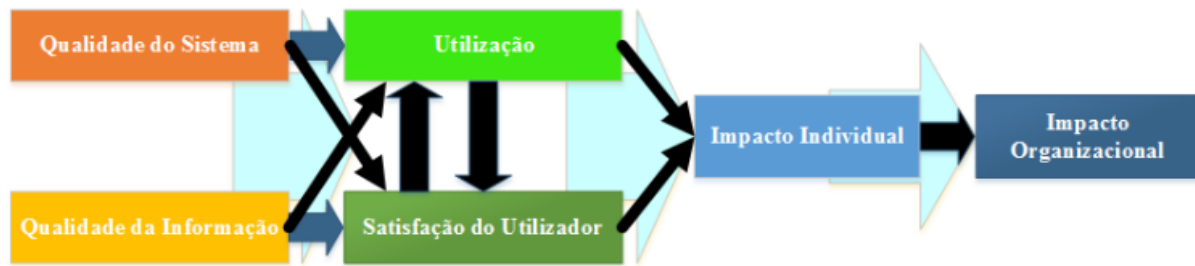 Qualidade do Sistema
Utilização
Impacto Individual
Impacto
Organizacional
Qualidade da Informação
Satisfação do Utilizador